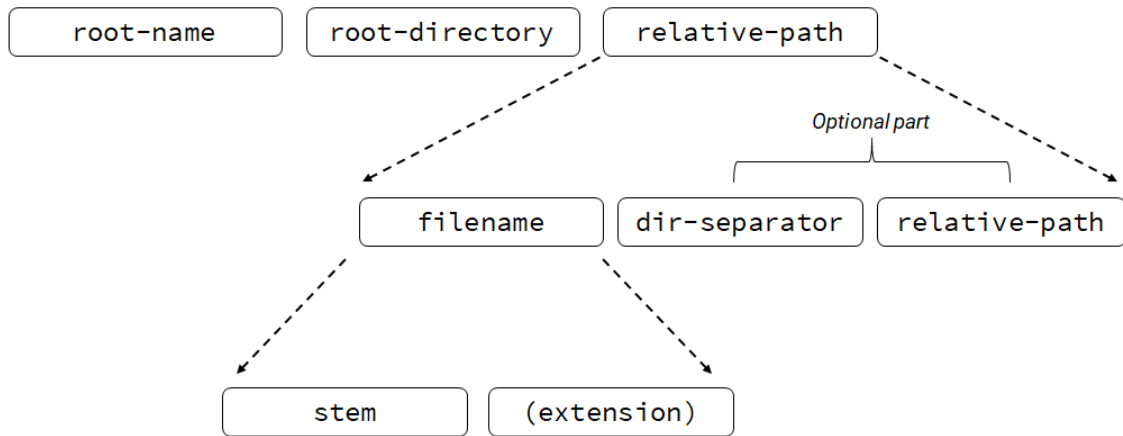 root-name root-directory relative-path
Optional part
filename dir-separator relative-path
stem (extension)